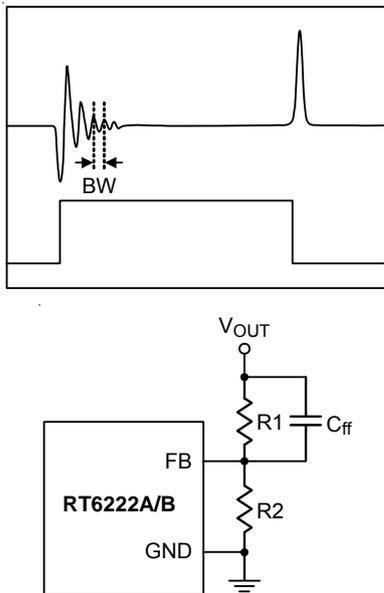 BW
VOUT
R1
Cff
FB
RT6222A/B
R2
GND